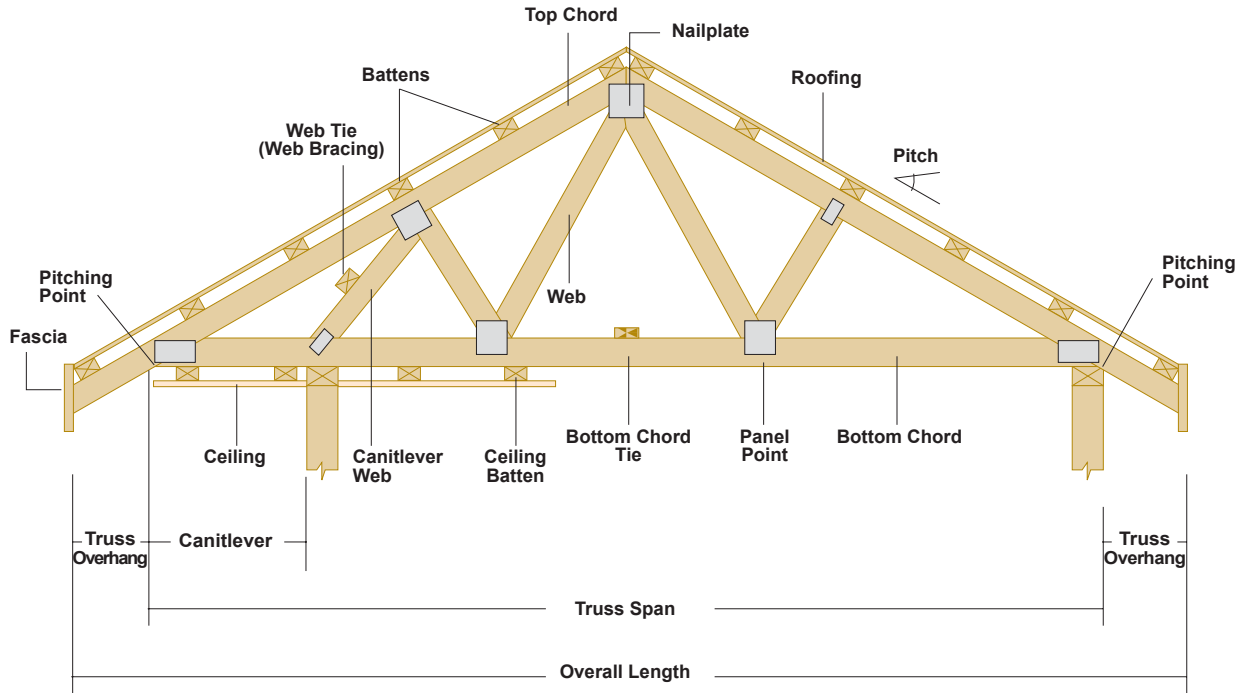 Top Chord
Nailplate
Battens
Roofing
Web Tie
(Web Bracing)
Pitch
Pitching
Point
Web
Pitching
Point
Fascia
Ceiling
Canitlever
Web
Ceiling
Batten
Bottom Chord
Tie
Panel
Point
Bottom Chord
Truss
Overhang
Canitlever
Truss
Overhang
Truss Span
Overall Length